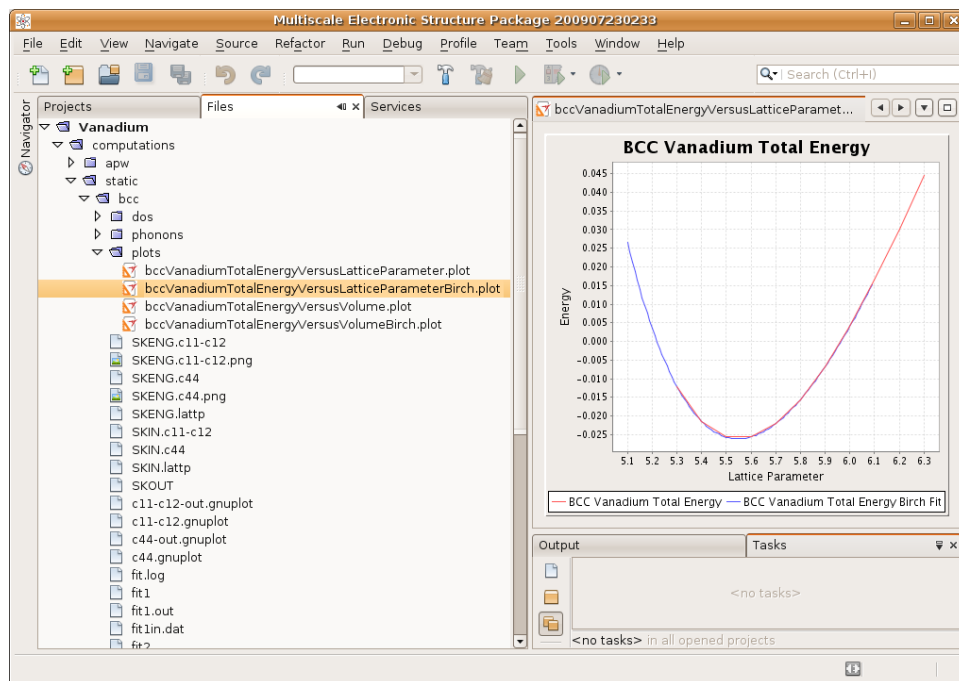 Multiscale Electronic Structure Package 200907230233
File Edit View Navigate Source Refactor Run Debug Profile Team Tools Window Help
Search (Ctrl+I)
Navigator
Projects Files Services
Vanadium
computations
apw
static
bcc
dos
phonons
plots
bccVanadiumTotalEnergyVersusLatticeParameter.plot
bccVanadiumTotalEnergyVersusLatticeParameterBirch.plot
bccVanadiumTotalEnergyVersusVolume.plot
bccVanadiumTotalEnergyVersusVolumeBirch.plot
SKENG.c11-c12
SKENG.c11-c12.png
SKENG.c44
SKENG.c44.png
SKENG.lattp
SKIN.c11-c12
SKIN.c44
SKIN.lattp
SKOUT
c11-c12-out.gnuplot
c11-c12.gnuplot
c44-out.gnuplot
c44.gnuplot
fit.log
fit1
fit1.out
fit1in.dat
fit2
bccVanadiumTotalEnergyVersusLatticeParamet...
BCC Vanadium Total Energy
Energy
0.045
0.040
0.035
0.030
0.025
0.020
0.015
0.010
0.005
0.000
-0.005
-0.010
-0.015
-0.020
-0.025
5.1 5.2 5.3 5.4 5.5 5.6 5.7 5.8 5.9 6.0 6.1 6.2 6.3
Lattice Parameter
BCC Vanadium Total Energy BCC Vanadium Total Energy Birch Fit
Output Tasks
<no tasks>
<no tasks> in all opened projects